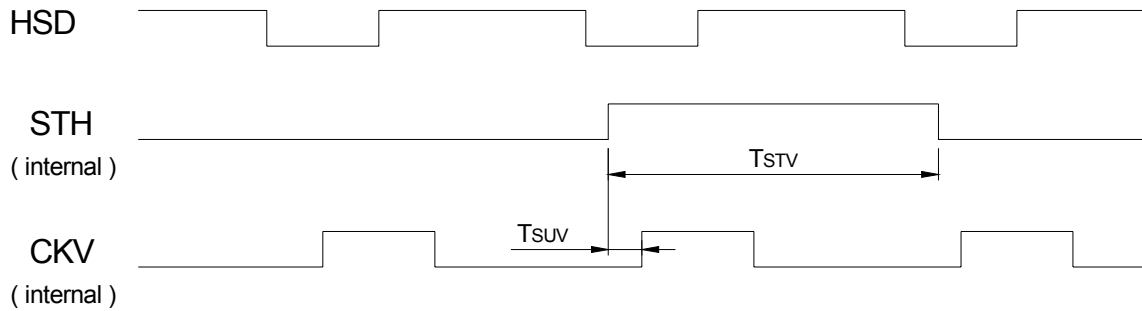 HSD
STH
( internal )
TSTV
TSUV
CKV
( internal )